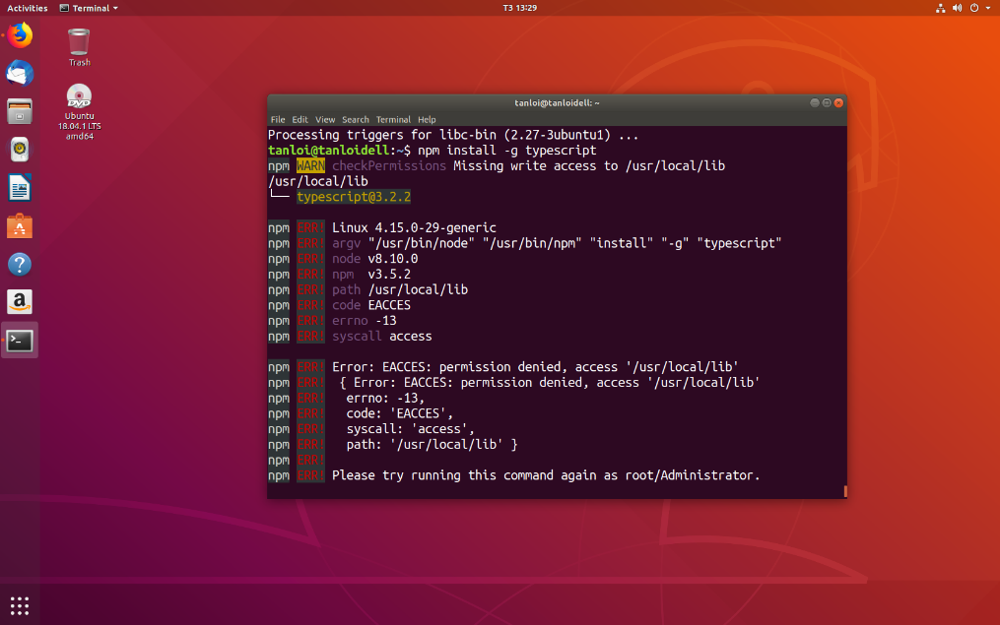 Activities Terminal T3 13:29
Trash
Ubuntu
18.04.1 LTS
amd64
tanloi@tanloidell: ~
File Edit View Search Terminal Help
Processing triggers for libc-bin (2.27-3ubuntu1) ...
tanloi@tanloidell:~$ npm install -g typescript
npm WARN checkPermissions Missing write access to /usr/local/lib
/usr/local/lib
└── typescript@3.2.2
npm ERR! Linux 4.15.0-29-generic
npm ERR! argv "/usr/bin/node" "/usr/bin/npm" "install" "-g" "typescript"
npm ERR! node v8.10.0
npm ERR! npm v3.5.2
npm ERR! path /usr/local/lib
npm ERR! code EACCES
npm ERR! errno -13
npm ERR! syscall access
npm ERR! Error: EACCES: permission denied, access '/usr/local/lib'
npm ERR! { Error: EACCES: permission denied, access '/usr/local/lib'
npm ERR! errno: -13,
npm ERR! code: 'EACCES',
npm ERR! syscall: 'access',
npm ERR! path: '/usr/local/lib' }
npm ERR!
npm ERR! Please try running this command again as root/Administrator.